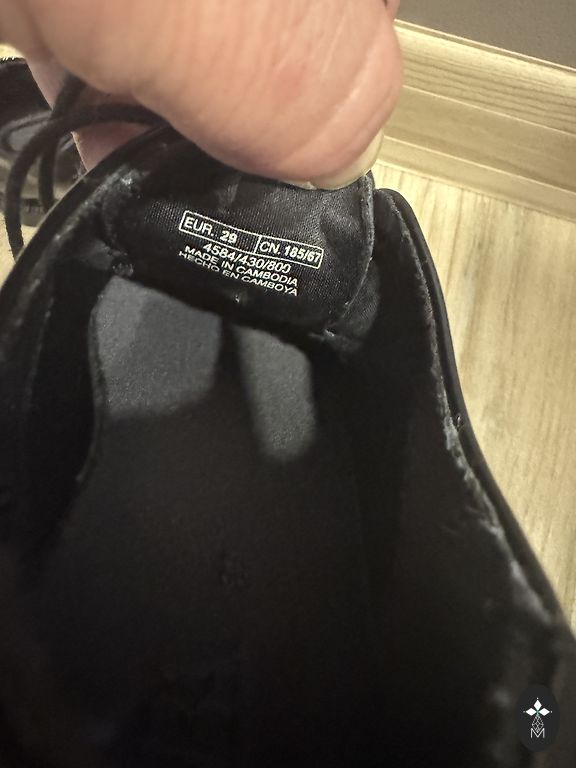 EUR.. 29 CN. 185/67
4584/430/800
MADE IN CAMBODIA
HECHO EN CAMBOYA
M